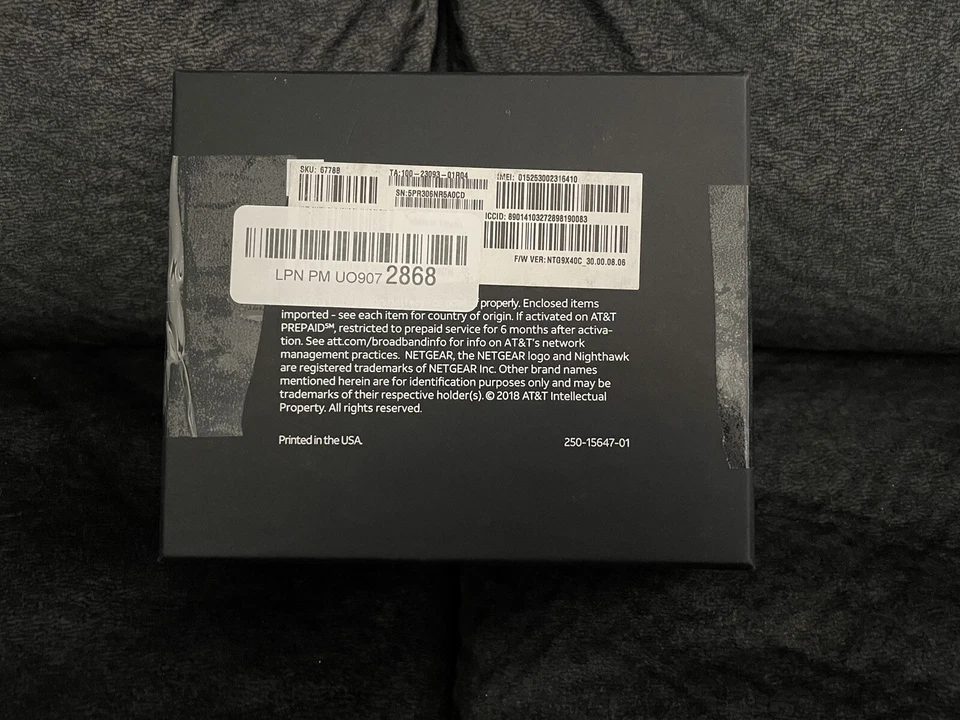 SKU: 67788
TA:100-23093-01R04
IMEI: 015253002316410
SN:5PR306NR5A0CD
ICCID: 89014103272898190083
F/W VER: NTG9X40C_30.00.08.06
LPN PM UO907 2868
properly. Enclosed items
imported - see each item for country of origin. If activated on AT&T
PREPAID℠, restricted to prepaid service for 6 months after activa-
tion. See att.com/broadbandinfo for info on AT&T's network
management practices. NETGEAR, the NETGEAR logo and Nighthawk
are registered trademarks of NETGEAR Inc. Other brand names
mentioned herein are for identification purposes only and may be
trademarks of their respective holder(s). © 2018 AT&T Intellectual
Property. All rights reserved.
Printed in the USA.
250-15647-01